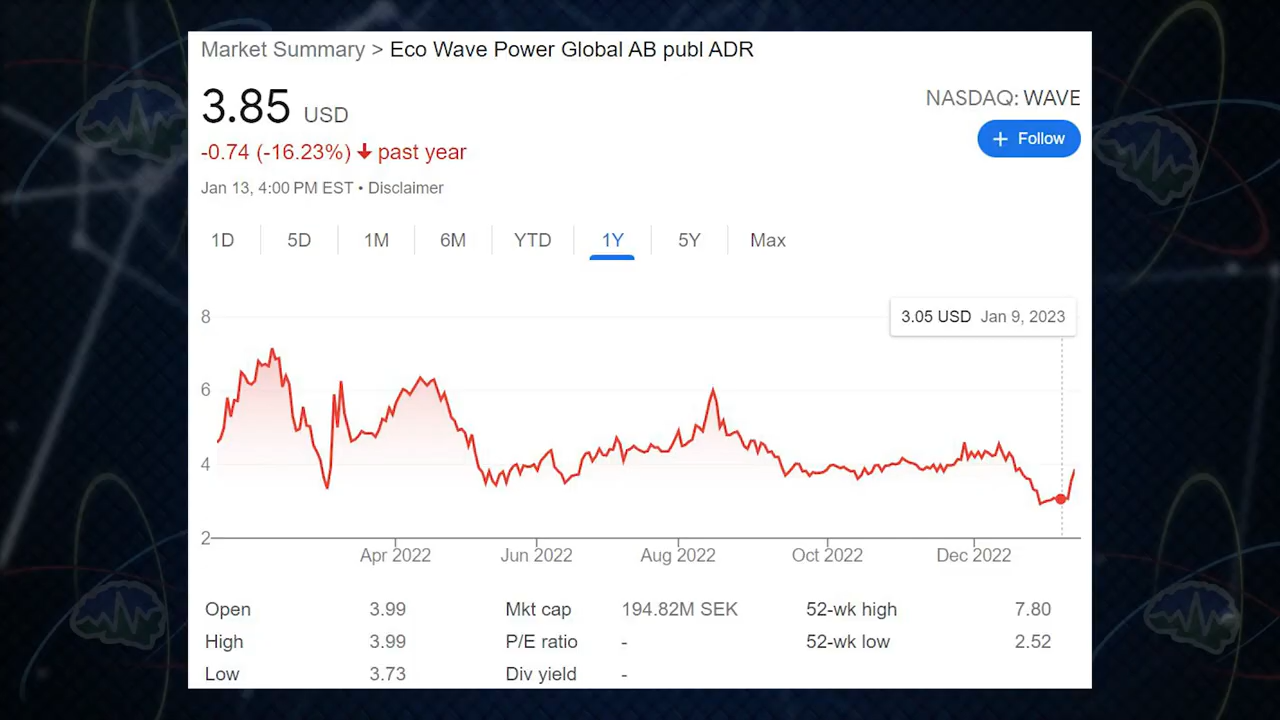 Market Summary > Eco Wave Power Global AB publ ADR
3.85 USD
NASDAQ: WAVE
+ Follow
-0.74 (-16.23%) ↓ past year
Jan 13, 4:00 PM EST • Disclaimer
1D 5D 1M 6M YTD 1Y 5Y Max
3.05 USD Jan 9, 2023
8
6
4
2
Apr 2022 Jun 2022 Aug 2022 Oct 2022 Dec 2022
Open 3.99 Mkt cap 194.82M SEK 52-wk high 7.80
High 3.99 P/E ratio - 52-wk low 2.52
Low 3.73 Div yield -